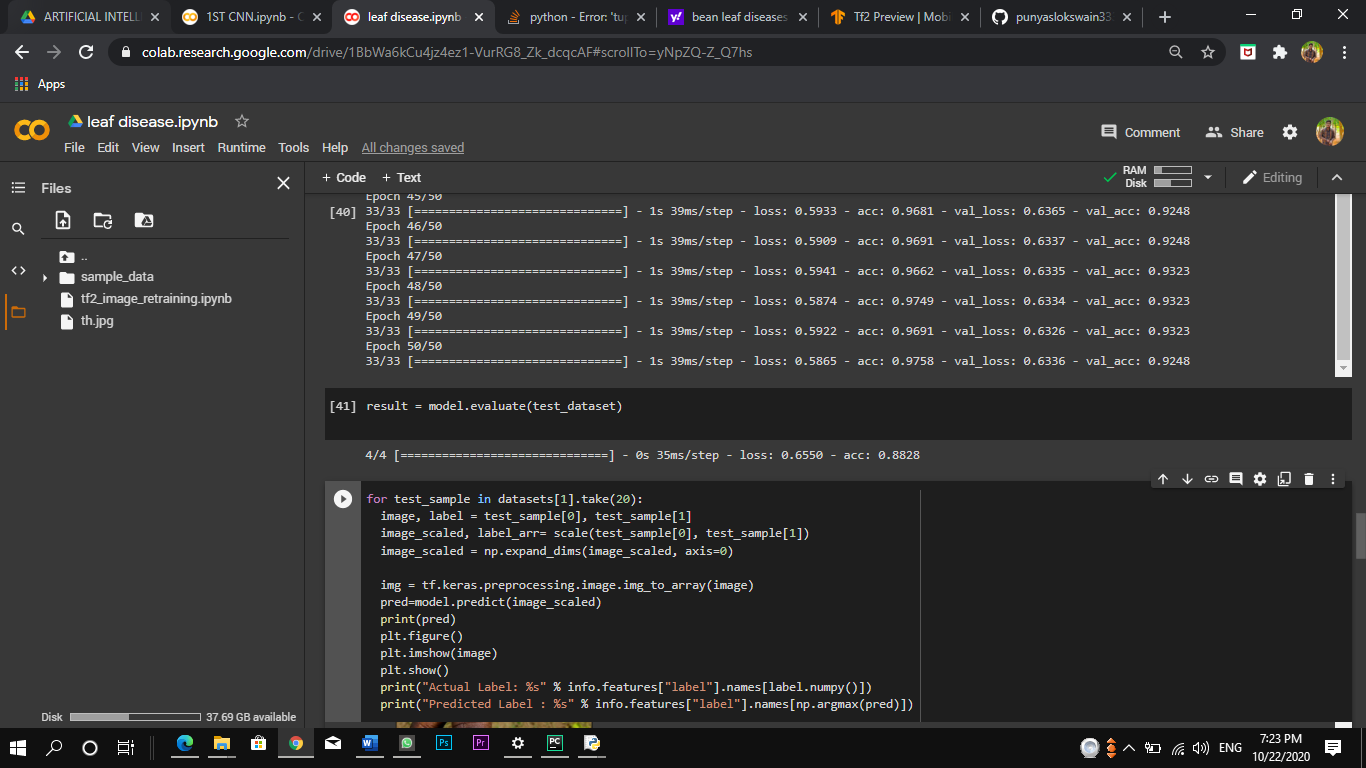 ARTIFICIAL INTELL
1ST CNN.ipynb - C
leaf disease.ipynb
python - Error: 'tup
bean leaf diseases
Tf2 Preview | Mobi
punyaslokswain33
colab.research.google.com/drive/1BbWa6kCu4jz4ez1-VurRG8_Zk_dcqcAF#scrollTo=yNpZQ-Z_Q7hs
Apps
leaf disease.ipynb
Comment
Share
File Edit View Insert Runtime Tools Help All changes saved
Files
+ Code + Text
RAM
Disk
Editing
..
sample_data
tf2_image_retraining.ipynb
th.jpg
Disk 37.69 GB available
Epoch 45/50
[40] 33/33 [==============================] - 1s 39ms/step - loss: 0.5933 - acc: 0.9681 - val_loss: 0.6365 - val_acc: 0.9248
Epoch 46/50
33/33 [==============================] - 1s 39ms/step - loss: 0.5909 - acc: 0.9691 - val_loss: 0.6337 - val_acc: 0.9248
Epoch 47/50
33/33 [==============================] - 1s 39ms/step - loss: 0.5941 - acc: 0.9662 - val_loss: 0.6335 - val_acc: 0.9323
Epoch 48/50
33/33 [==============================] - 1s 39ms/step - loss: 0.5874 - acc: 0.9749 - val_loss: 0.6334 - val_acc: 0.9323
Epoch 49/50
33/33 [==============================] - 1s 39ms/step - loss: 0.5922 - acc: 0.9691 - val_loss: 0.6326 - val_acc: 0.9323
Epoch 50/50
33/33 [==============================] - 1s 39ms/step - loss: 0.5865 - acc: 0.9758 - val_loss: 0.6336 - val_acc: 0.9248
[41] result = model.evaluate(test_dataset)
4/4 [==============================] - 0s 35ms/step - loss: 0.6550 - acc: 0.8828
for test_sample in datasets[1].take(20):
  image, label = test_sample[0], test_sample[1]
  image_scaled, label_arr= scale(test_sample[0], test_sample[1])
  image_scaled = np.expand_dims(image_scaled, axis=0)
  img = tf.keras.preprocessing.image.img_to_array(image)
  pred=model.predict(image_scaled)
  print(pred)
  plt.figure()
  plt.imshow(image)
  plt.show()
  print("Actual Label: %s" % info.features["label"].names[label.numpy()])
  print("Predicted Label : %s" % info.features["label"].names[np.argmax(pred)])
W
Ps
Pr
PC
ENG
7:23 PM
10/22/2020